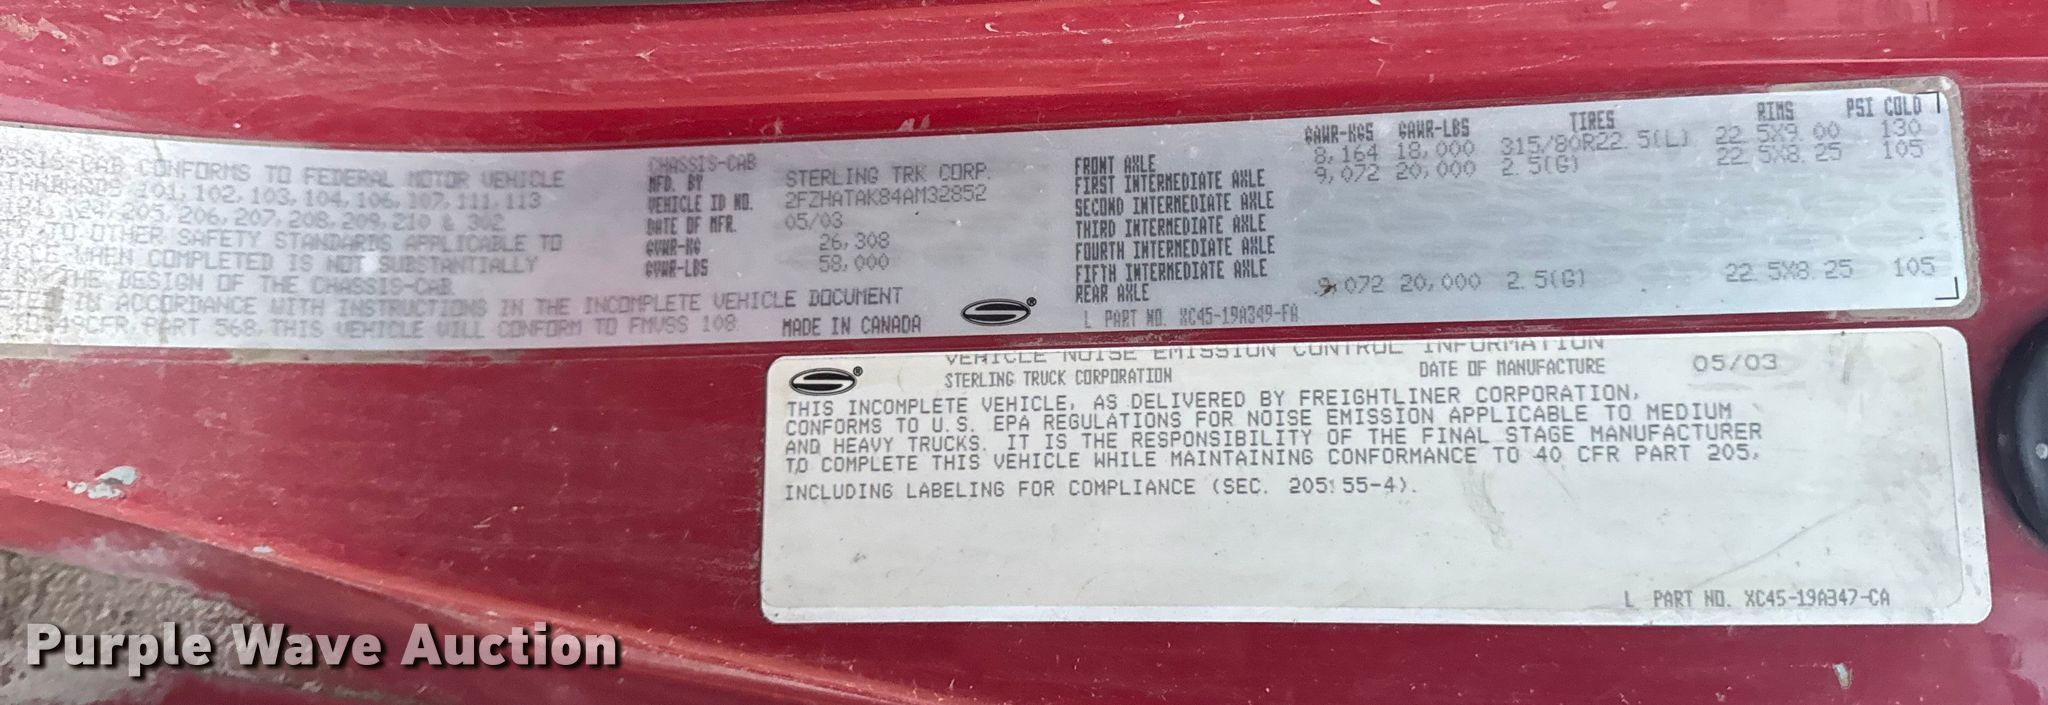 CONFORMS TO FEDERAL MOTOR VEHICLE
101, 102, 103, 104, 106, 107, 111, 113
124, 205, 206, 207, 208, 209, 210 & 302
TO OTHER SAFETY STANDARDS APPLICABLE TO
WHEN COMPLETED IS NOT SUBSTANTIALLY
BY THE DESIGN OF THE CHASSIS-CAB
IN ACCORDANCE WITH INSTRUCTIONS IN THE INCOMPLETE VEHICLE DOCUMENT
49CFR PART 568, THIS VEHICLE WILL CONFORM TO FMVSS 108.
MADE IN CANADA
CHASSIS-CAB
MFD. BY STERLING TRK CORP.
VEHICLE ID NO. 2FZHATAK84AM32852
DATE OF MFR. 05/03
GVWR-KG 26,308
GVWR-LBS 58,000
GAWR-KGS GAWR-LBS TIRES RIMS PSI COLD
FRONT AXLE 8,164 18,000 315/80R22.5(L) 22.5X9.00 130
FIRST INTERMEDIATE AXLE 9,072 20,000 2.5(G) 22.5X8.25 105
SECOND INTERMEDIATE AXLE
THIRD INTERMEDIATE AXLE
FOURTH INTERMEDIATE AXLE
FIFTH INTERMEDIATE AXLE
REAR AXLE 9,072 20,000 2.5(G) 22.5X8.25 105
L PART NO. XC45-19A349-FA
VEHICLE NOISE EMISSION CONTROL INFORMATION
STERLING TRUCK CORPORATION DATE OF MANUFACTURE 05/03
THIS INCOMPLETE VEHICLE, AS DELIVERED BY FREIGHTLINER CORPORATION,
CONFORMS TO U.S. EPA REGULATIONS FOR NOISE EMISSION APPLICABLE TO MEDIUM
AND HEAVY TRUCKS. IT IS THE RESPONSIBILITY OF THE FINAL STAGE MANUFACTURER
TO COMPLETE THIS VEHICLE WHILE MAINTAINING CONFORMANCE TO 40 CFR PART 205,
INCLUDING LABELING FOR COMPLIANCE (SEC. 205.55-4).
L PART NO. XC45-19A347-CA
Purple Wave Auction